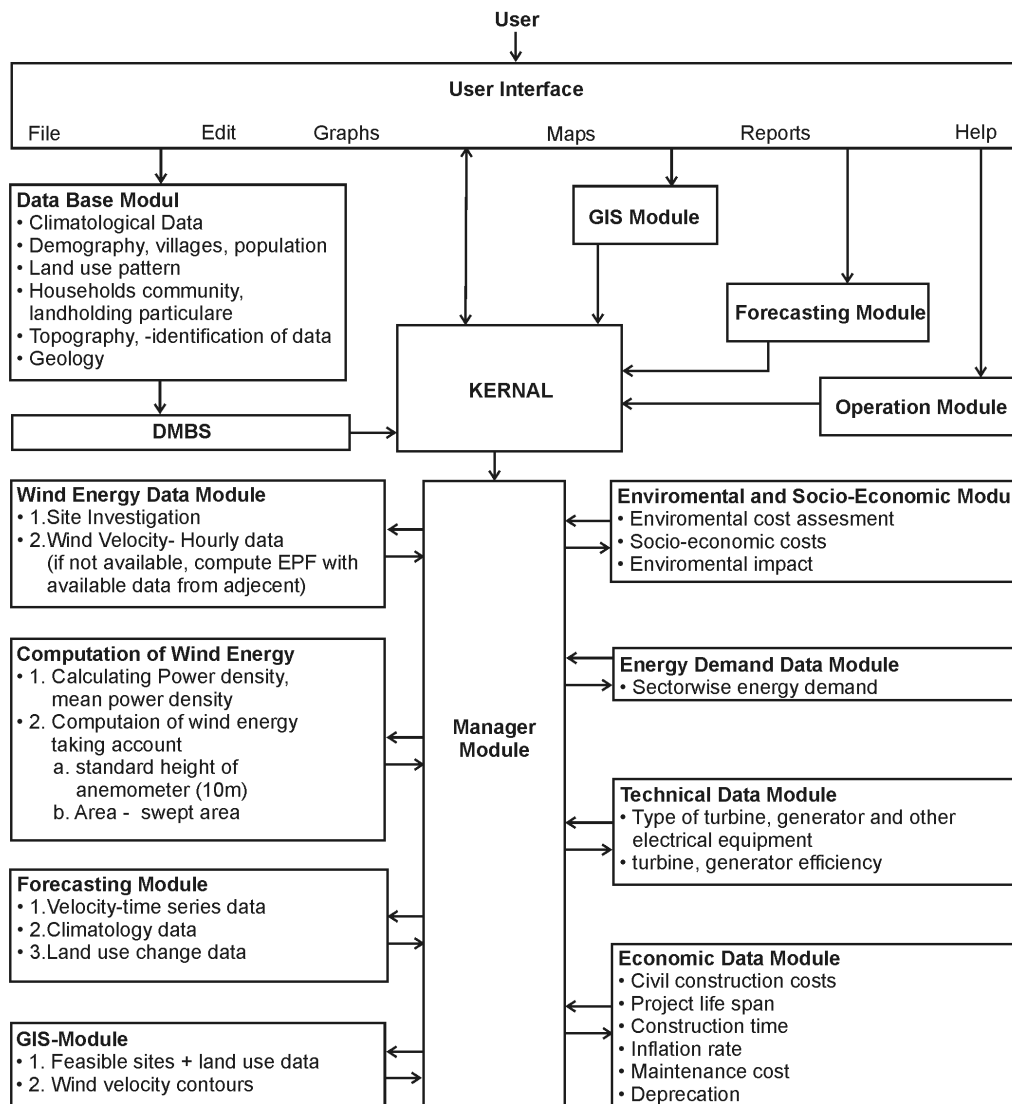 User
User Interface
File Edit Graphs Maps Reports Help
Data Base Modul
• Climatological Data
• Demography, villages, population
• Land use pattern
• Households community,
landholding particulare
• Topography, -identification of data
• Geology
GIS Module
Forecasting Module
KERNAL
Operation Module
DMBS
Wind Energy Data Module
• 1.Site Investigation
• 2.Wind Velocity- Hourly data
(if not available, compute EPF with
available data from adjecent)
Computation of Wind Energy
• 1. Calculating Power density,
mean power density
• 2. Computaion of wind energy
taking account
a. standard height of
anemometer (10m)
b. Area - swept area
Forecasting Module
• 1.Velocity-time series data
• 2.Climatology data
• 3.Land use change data
GIS-Module
• 1. Feasible sites + land use data
• 2. Wind velocity contours
Manager
Module
Enviromental and Socio-Economic Modu
• Enviromental cost assesment
• Socio-economic costs
• Enviromental impact
Energy Demand Data Module
• Sectorwise energy demand
Technical Data Module
• Type of turbine, generator and other
electrical equipment
• turbine, generator efficiency
Economic Data Module
• Civil construction costs
• Project life span
• Construction time
• Inflation rate
• Maintenance cost
• Deprecation